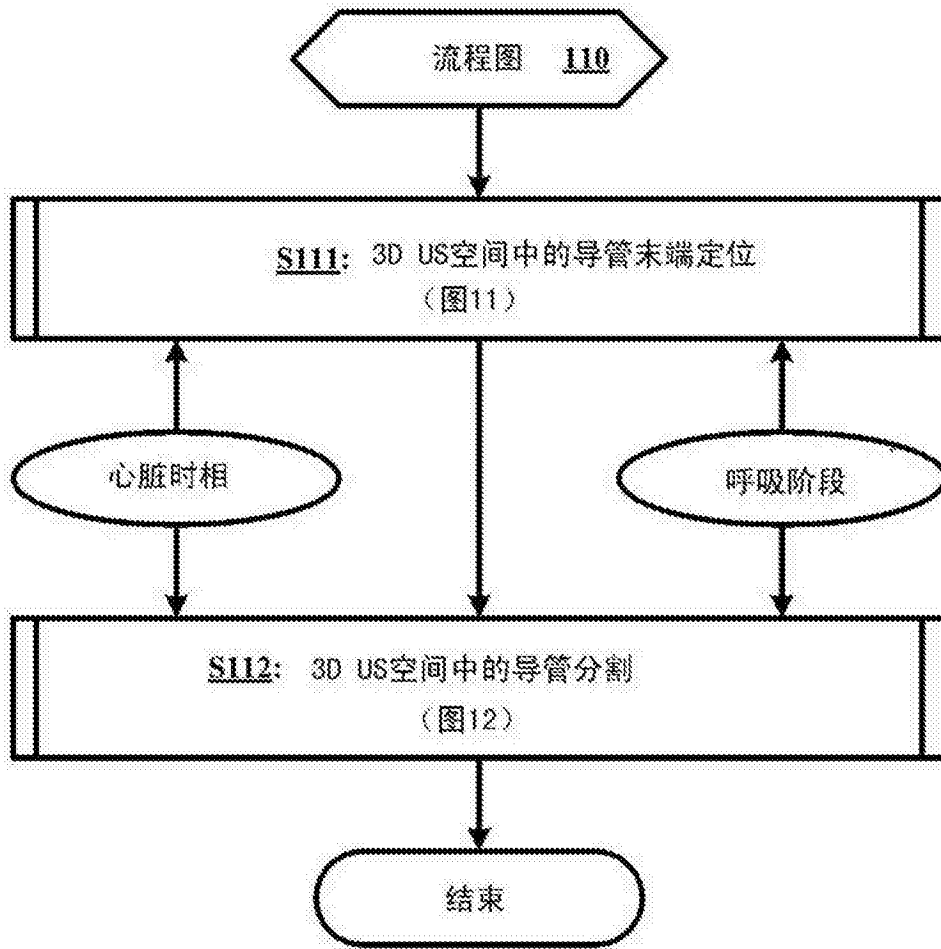 流程图 110
S111: 3D US空间中的导管末端定位
（图11）
心脏时相
呼吸阶段
S112: 3D US空间中的导管分割
（图12）
结束